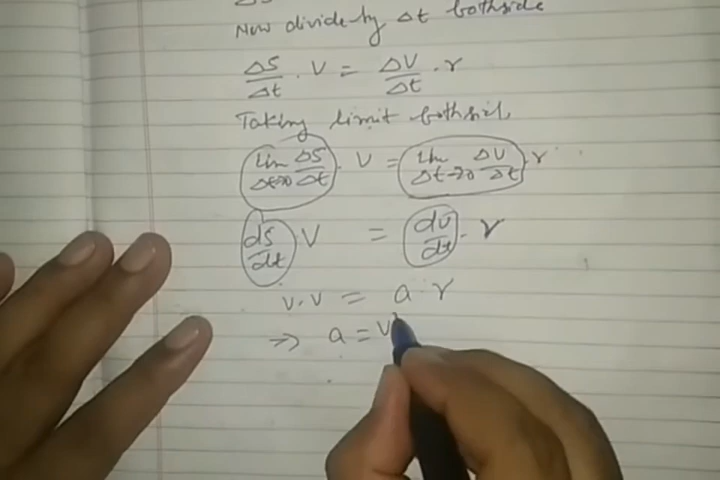 Now divide by Δt bothside
ΔS/Δt . V = ΔV/Δt . r
Taking limit bothsid
lim Δt→0 ΔS/Δt . V = lim Δt→0 ΔV/Δt . r
ds/dt V = dv/dt . r
v.v = a.r
⇒ a = v